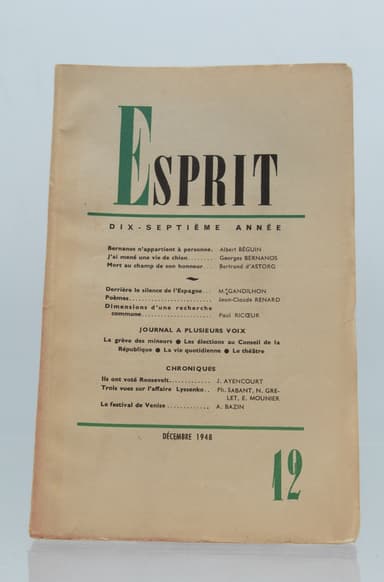 ESPRIT
DIX-SEPTIÈME ANNÉE
Bernanos n'appartient à personne. Albert BÉGUIN
J'ai mené une vie de chien........ Georges BERNANOS
Mort au champ de son honneur.. Bertrand d'ASTORG
Derrière le silence de l'Espagne.. M. GANDILHON
Poèmes........................ Jean-Claude RENARD
Dimensions d'une recherche
commune.................... Paul RICŒUR
JOURNAL A PLUSIEURS VOIX
La grève des mineurs ● Les élections au Conseil de la
République ● La vie quotidienne ● Le théâtre
CHRONIQUES
Ils ont voté Roosevelt............ J. AYENCOURT
Trois vues sur l'affaire Lyssenko.. Ph. SABANT, N. GRE-
LET, E. MOUNIER
Le festival de Venise............ A. BAZIN
DÉCEMBRE 1948
12